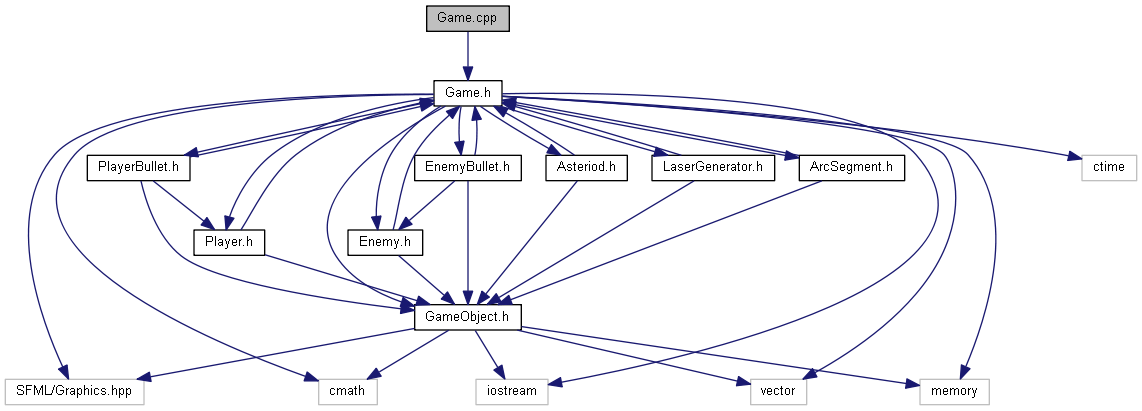 Game.cpp
Game.h
PlayerBullet.h
EnemyBullet.h
Asteriod.h
LaserGenerator.h
ArcSegment.h
ctime
Player.h
Enemy.h
GameObject.h
SFML/Graphics.hpp
cmath
iostream
vector
memory